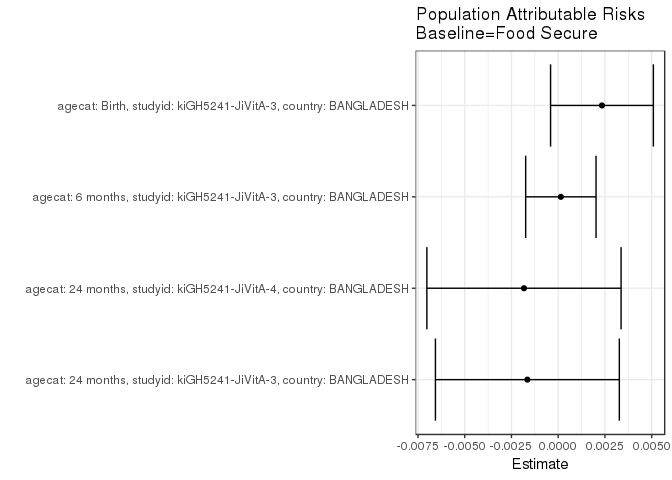 Population Attributable Risks
Baseline=Food Secure
agecat: Birth, studyid: kiGH5241-JiVitA-3, country: BANGLADESH
agecat: 6 months, studyid: kiGH5241-JiVitA-3, country: BANGLADESH
agecat: 24 months, studyid: kiGH5241-JiVitA-4, country: BANGLADESH
agecat: 24 months, studyid: kiGH5241-JiVitA-3, country: BANGLADESH
-0.0075 -0.0050 -0.0025 0.0000 0.0025 0.0050
Estimate